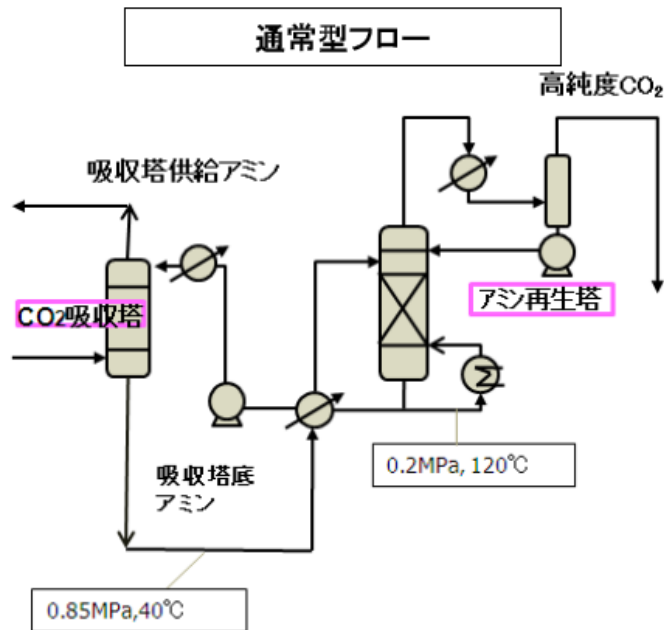 通常型フロー
高純度CO₂
吸収塔供給アミン
CO2吸収塔
アミン再生塔
0.2MPa, 120℃
吸収塔底
アミン
0.85MPa,40℃